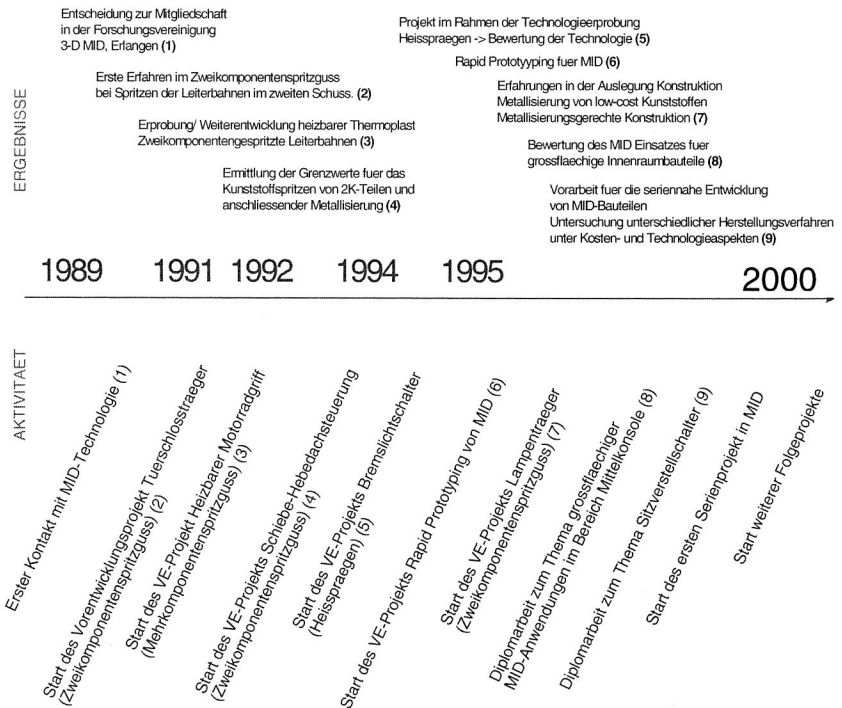 Entscheidung zur Mitgliedschaft
in der Forschungsvereinigung
3-D MID, Erlangen (1)
Erste Erfahren im Zweikomponentenspritzguss
bei Spritzen der Leiterbahnen im zweiten Schuss. (2)
Erprobung/ Weiterentwicklung heizbarer Thermoplast
Zweikomponentengespritzte Leiterbahnen (3)
Ermittlung der Grenzwerte fuer das
Kunststoffspritzen von 2K-Teilen und
anschliessender Metallisierung (4)
Projekt im Rahmen der Technologieerprobung
Heisspraegen -> Bewertung der Technologie (5)
Rapid Prototyyping fuer MID (6)
Erfahrungen in der Auslegung Konstruktion
Metallisierung von low-cost Kunststoffen
Metallisierungsgerechte Konstruktion (7)
Bewertung des MID Einsatzes fuer
grossflaechige Innenraumbauteile (8)
Vorarbeit fuer die seriennahe Entwicklung
von MID-Bauteilen
Untersuchung unterschiedlicher Herstellungsverfahren
unter Kosten- und Technologieaspekten (9)
ERGEBNISSE
1989 1991 1992 1994 1995 2000
AKTIVITAET
Erster Kontakt mit MID-Technologie (1)
Start des Vorentwicklungsprojekt Tuerschlosstraeger
(Zweikomponentenspritzguss) (2)
Start des VE-Projekt Heizbarer Motorradgriff
(Mehrkomponentenspritzguss) (3)
Start des VE-Projekts Schiebe-Hebedachsteuerung
(Zweikomponentenspritzguss) (4)
Start des VE-Projekts Bremslichtschalter
(Heisspraegen) (5)
Start des VE-Projekts Rapid Prototyping von MID (6)
Start des VE-Projekts Lampentraeger
(Zweikomponentenspritzguss) (7)
Diplomarbeit zum Thema grossflaechiger
MID-Anwendungen im Bereich Mittelkonsole (8)
Diplomarbeit zum Thema Sitzverstellschalter (9)
Start des ersten Serienprojekt in MID
Start weiterer Folgeprojekte